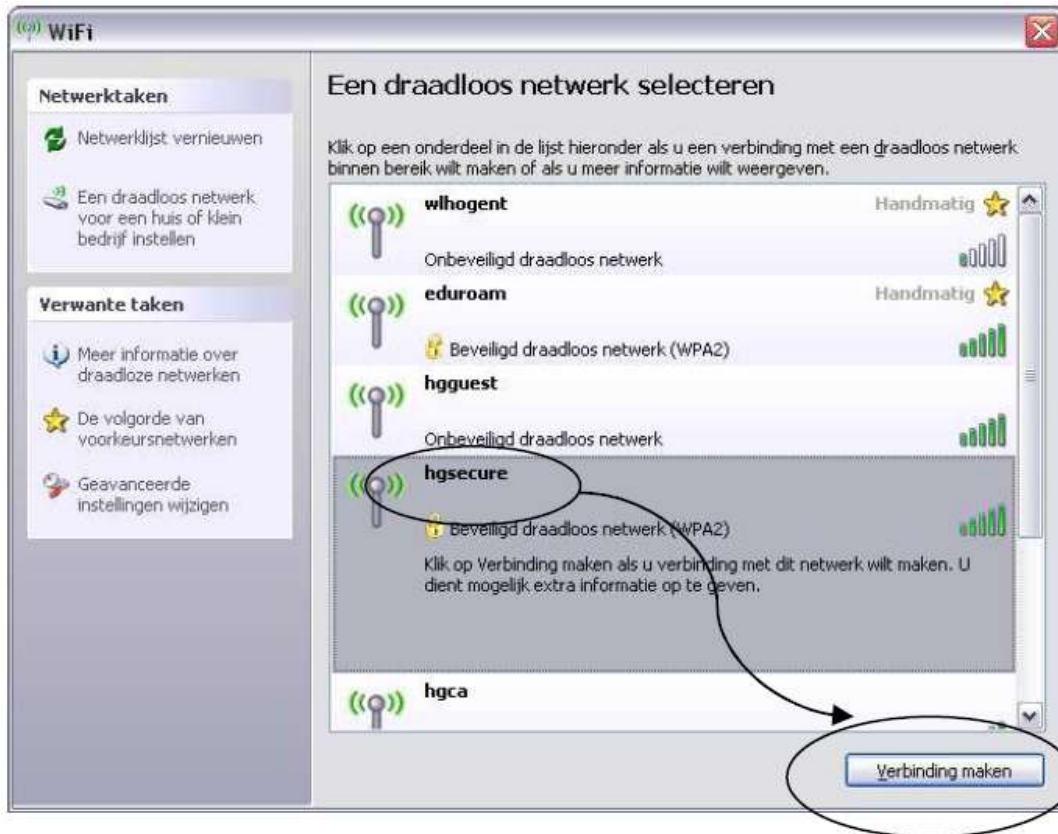 WiFi
Netwerktaken
Netwerklijst vernieuwen
Een draadloos netwerk
voor een huis of klein
bedrijf instellen
Verwante taken
Meer informatie over
draadloze netwerken
De volgorde van
voorkeursnetwerken
Geavanceerde
instellingen wijzigen
Een draadloos netwerk selecteren
Klik op een onderdeel in de lijst hieronder als u een verbinding met een draadloos netwerk
binnen bereik wilt maken of als u meer informatie wilt weergeven.
wlhogent Handmatig
Onbeveiligd draadloos netwerk
eduroam Handmatig
Beveiligd draadloos netwerk (WPA2)
hgguest
Onbeveiligd draadloos netwerk
hgsecure
Beveiligd draadloos netwerk (WPA2)
Klik op Verbinding maken als u verbinding met dit netwerk wilt maken. U
dient mogelijk extra informatie op te geven.
hgca
Verbinding maken